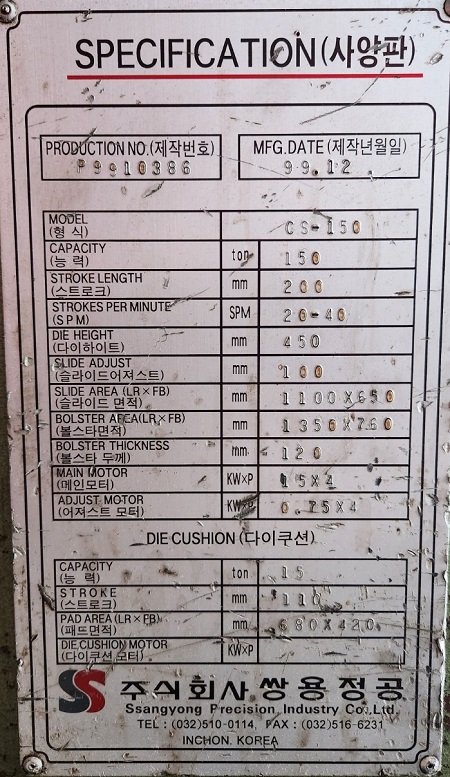 SPECIFICATION(사양판)
PRODUCTION NO.(제작번호)
P9910386
MFG.DATE (제작년월일)
99.12
MODEL
(형 식)
CS-150
CAPACITY
(능 력)
ton
150
STROKE LENGTH
(스트로크)
mm
200
STROKES PER MINUTE
(S P M)
SPM
20-40
DIE HEIGHT
(다이하이트)
mm
450
SLIDE ADJUST
(슬라이드어져스트)
mm
100
SLIDE AREA (LR×FB)
(슬라이드 면적)
mm
1100X650
BOLSTER AREA(LR×FB)
(볼스타면적)
mm
1350X760
BOLSTER THICKNESS
(볼스타 두께)
mm
120
MAIN MOTOR
(메인모터)
KW×P
15X4
ADJUST MOTOR
(어져스트 모터)
KW×P
0.75X4
DIE CUSHION (다이쿠션)
CAPACITY
(능 력)
ton
15
STROKE
(스트로크)
mm
110
PAD AREA (LR×FB)
(패드면적)
mm
680X420
DIE,CUSHION MOTOR
(다이쿠션 모터)
KW×P
SS 주식회사 쌍용정공
Ssangyong Precision Industry Co.,Ltd.
TEL : (032)510-0114, FAX : (032)516-6231
INCHON. KOREA